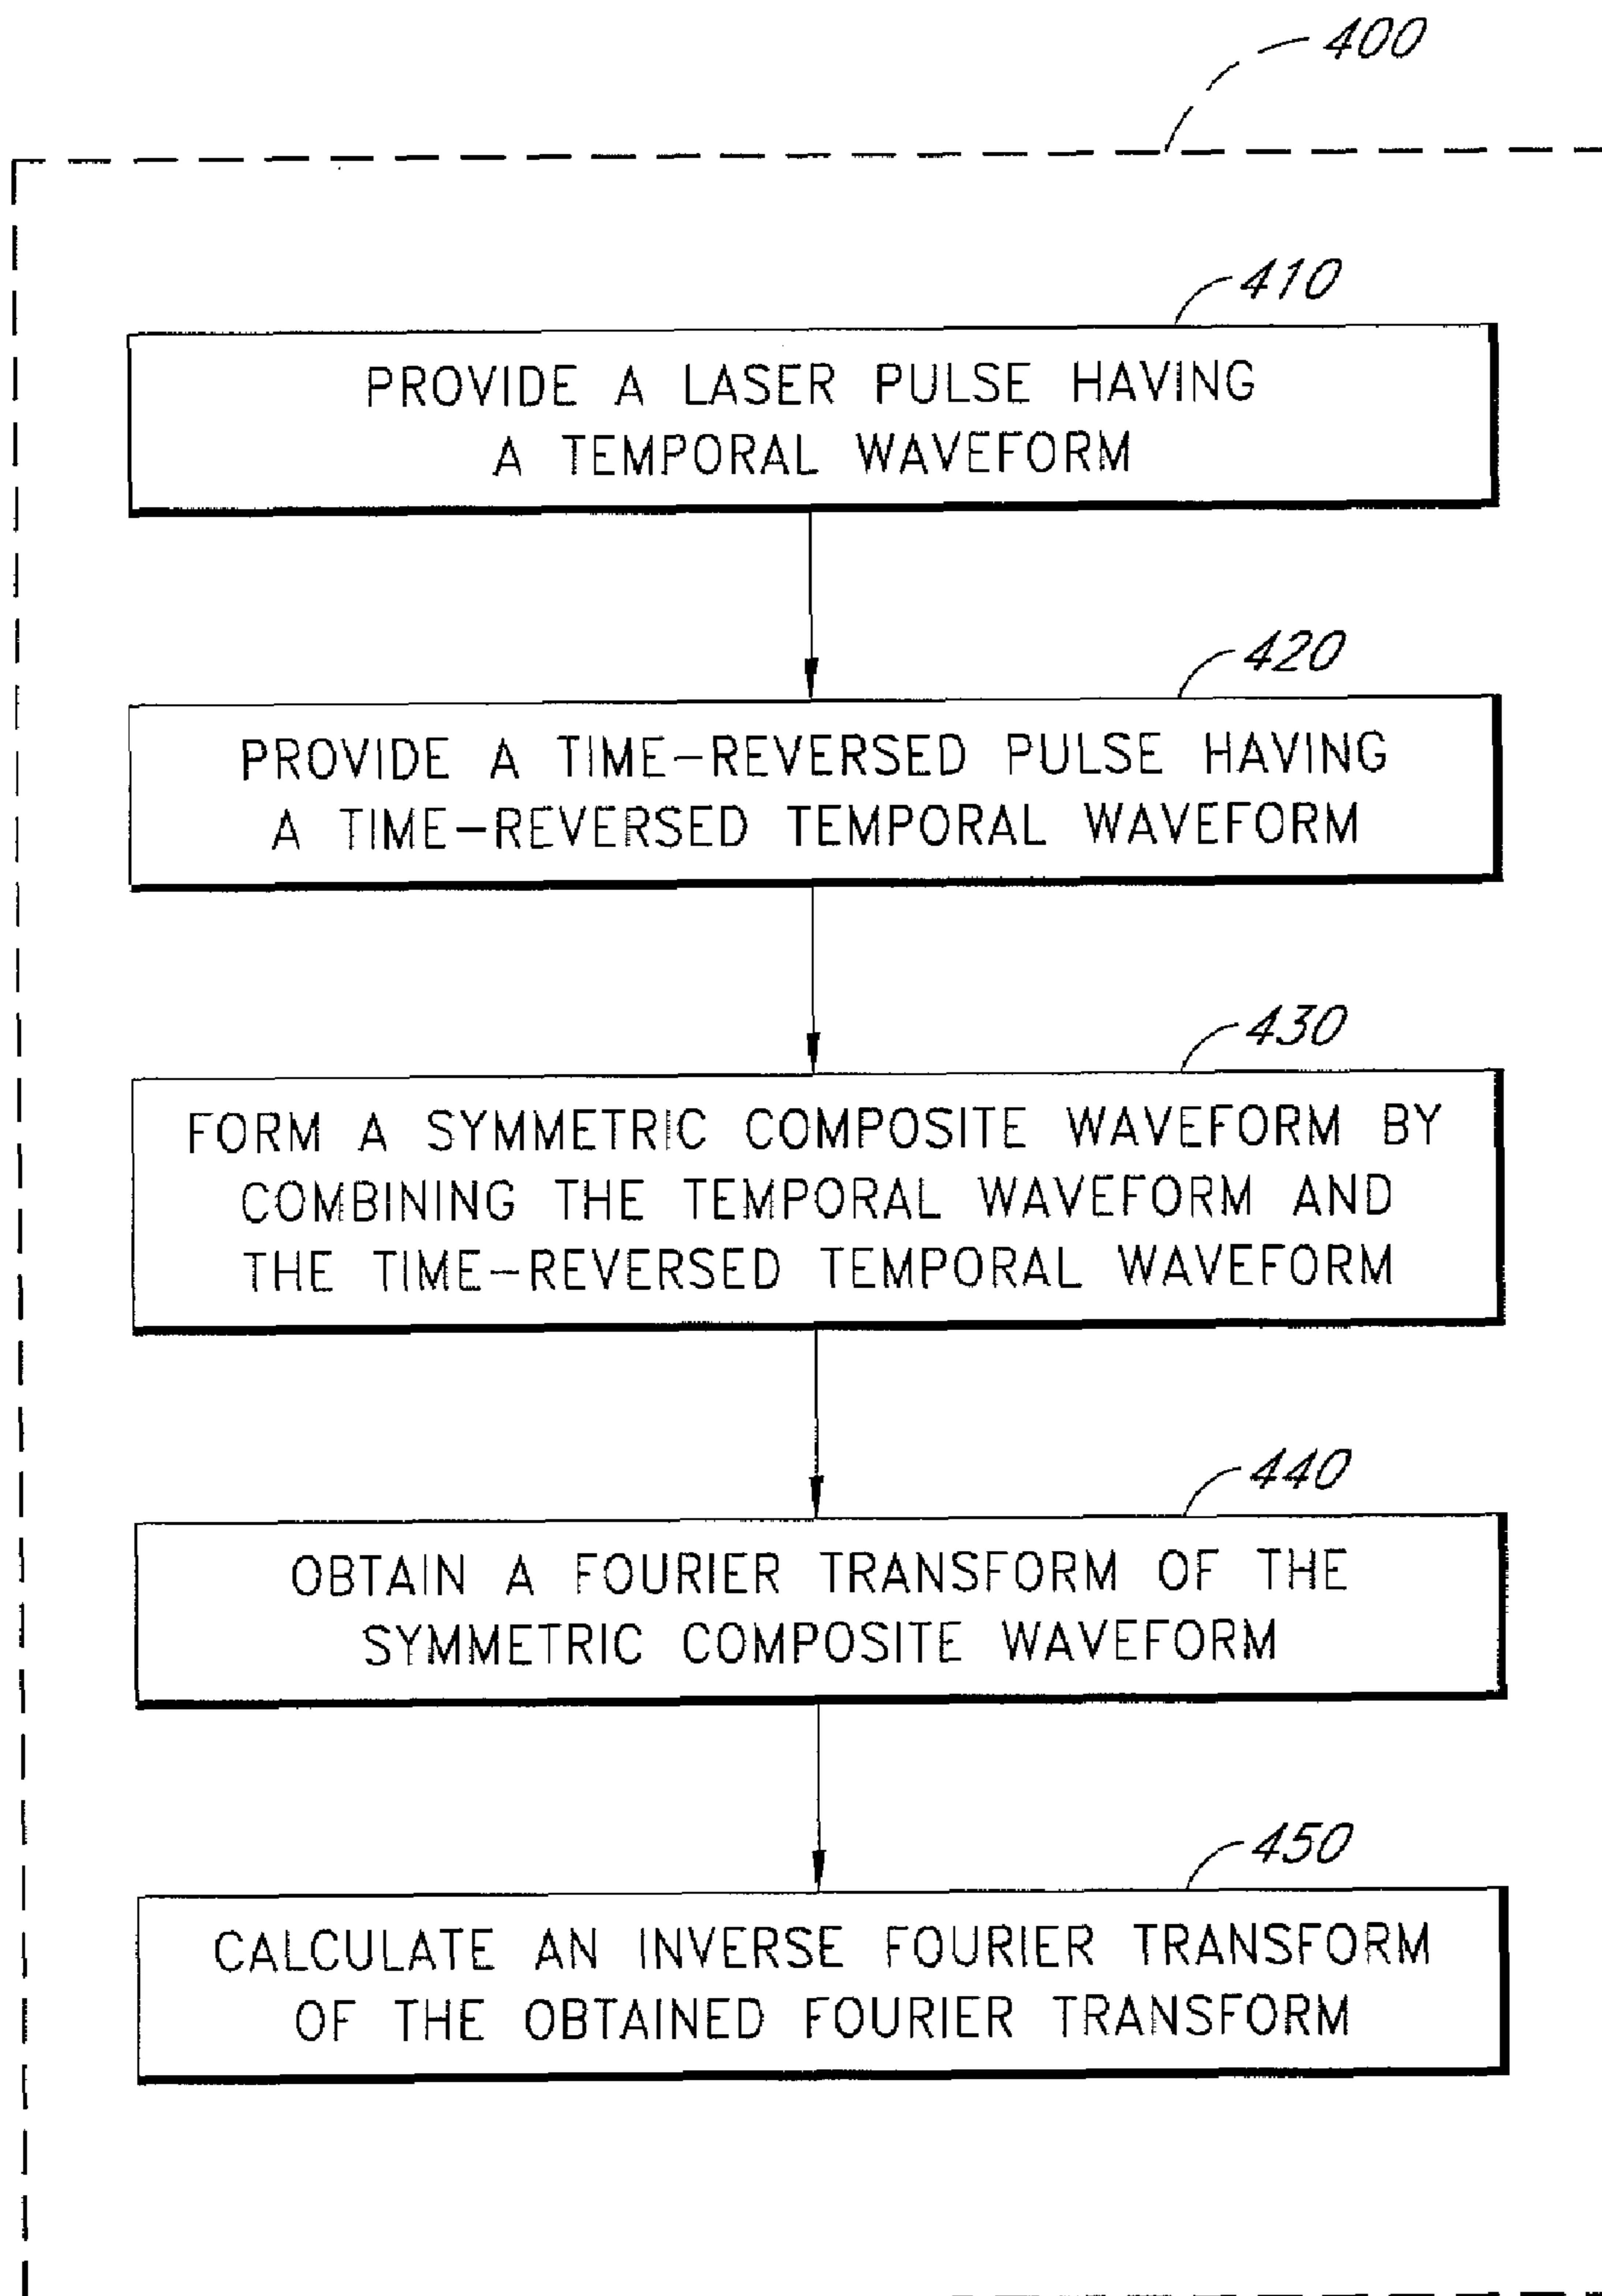 400
410
PROVIDE A LASER PULSE HAVING
A TEMPORAL WAVEFORM
420
PROVIDE A TIME-REVERSED PULSE HAVING
A TIME-REVERSED TEMPORAL WAVEFORM
430
FORM A SYMMETRIC COMPOSITE WAVEFORM BY
COMBINING THE TEMPORAL WAVEFORM AND
THE TIME-REVERSED TEMPORAL WAVEFORM
440
OBTAIN A FOURIER TRANSFORM OF THE
SYMMETRIC COMPOSITE WAVEFORM
450
CALCULATE AN INVERSE FOURIER TRANSFORM
OF THE OBTAINED FOURIER TRANSFORM